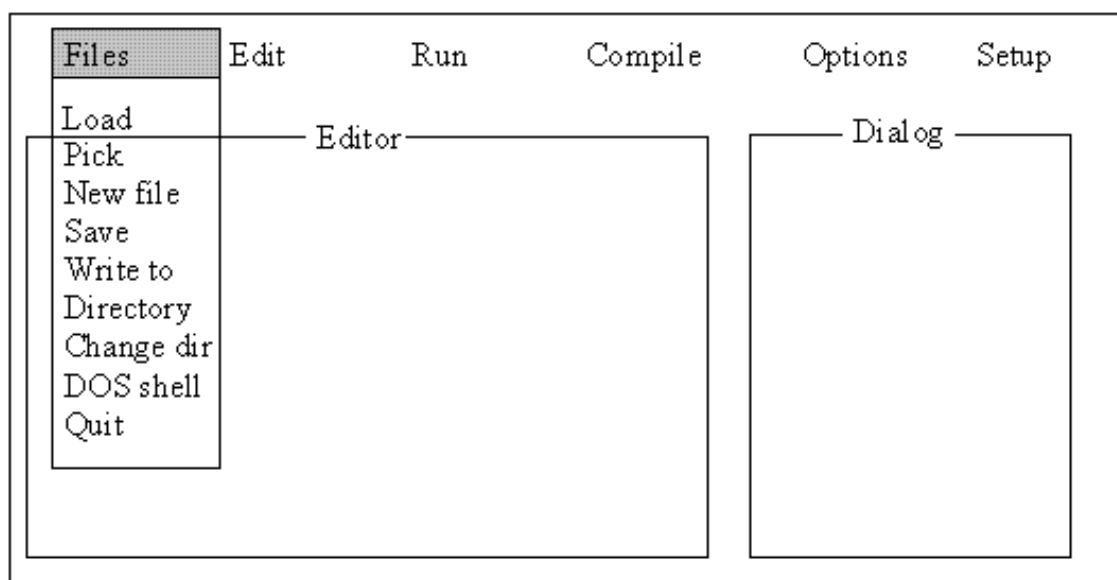 Files Edit Run Compile Options Setup
Load
Editor Dialog
Pick
New file
Save
Write to
Directory
Change dir
DOS shell
Quit